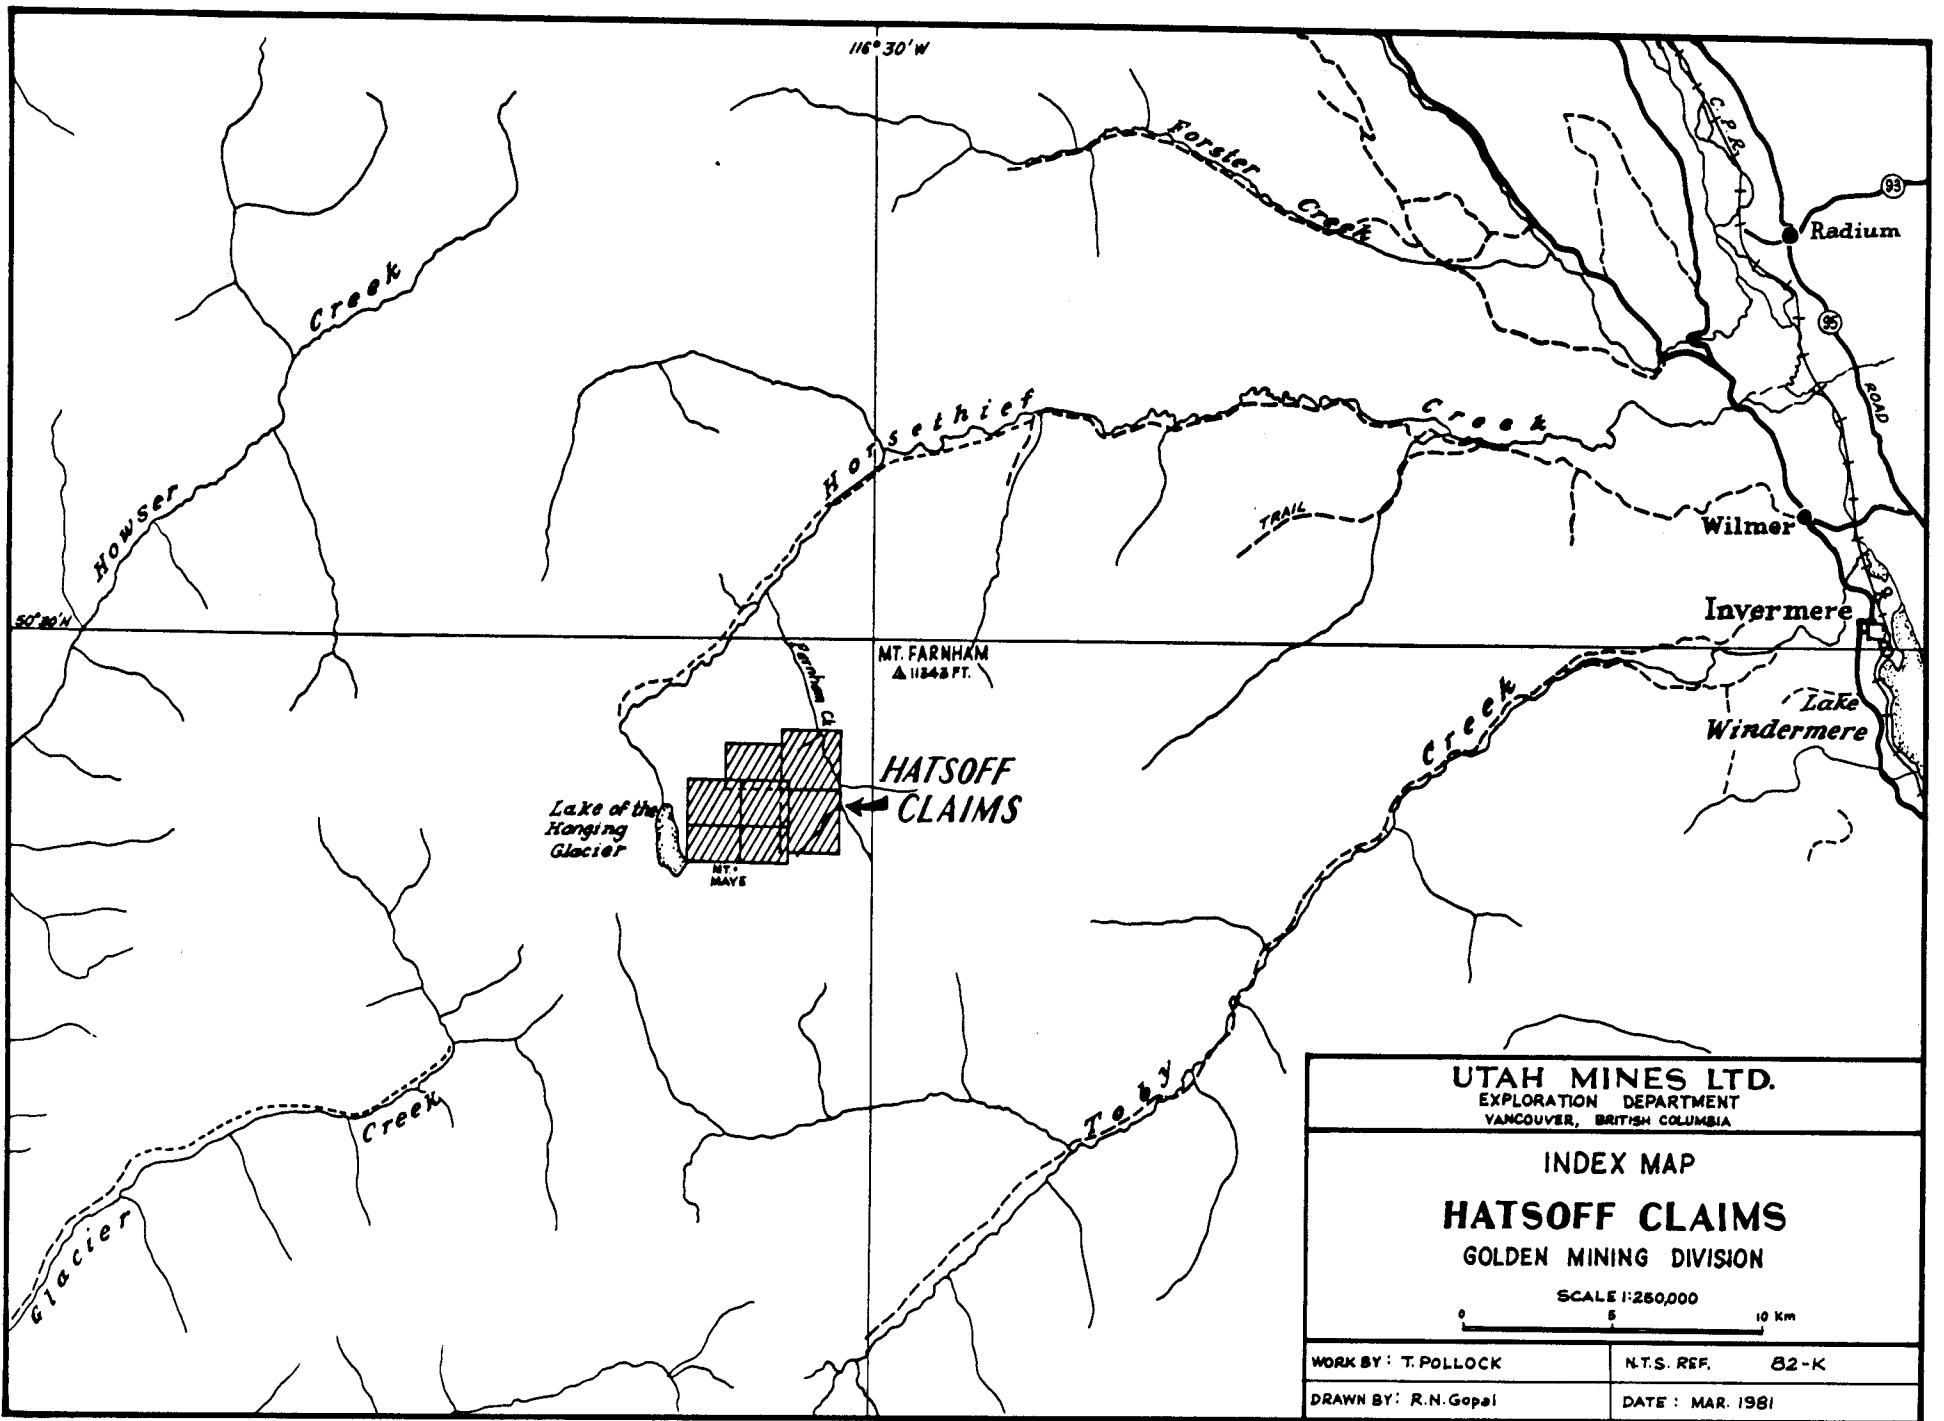 116° 30' W
C.P.R.
Forster
Creek
93
Radium
Creek
95
ROAD
Horsethief
Creek
Howser
TRAIL
Wilmer
Invermere
MT. FARNHAM
11343 FT.
Farnham Ck
Creek
Lake
Windermere
HATSOFF
CLAIMS
Lake of the
Hanging
Glacier
MT.
MAYE
Toby
Creek
Glacier
UTAH MINES LTD.
EXPLORATION DEPARTMENT
VANCOUVER, BRITISH COLUMBIA
INDEX MAP
HATSOFF CLAIMS
GOLDEN MINING DIVISION
SCALE 1:250,000
0 5 10 Km
WORK BY: T. POLLOCK
N.T.S. REF. 82-K
DRAWN BY: R.N. Gopal
DATE: MAR. 1981